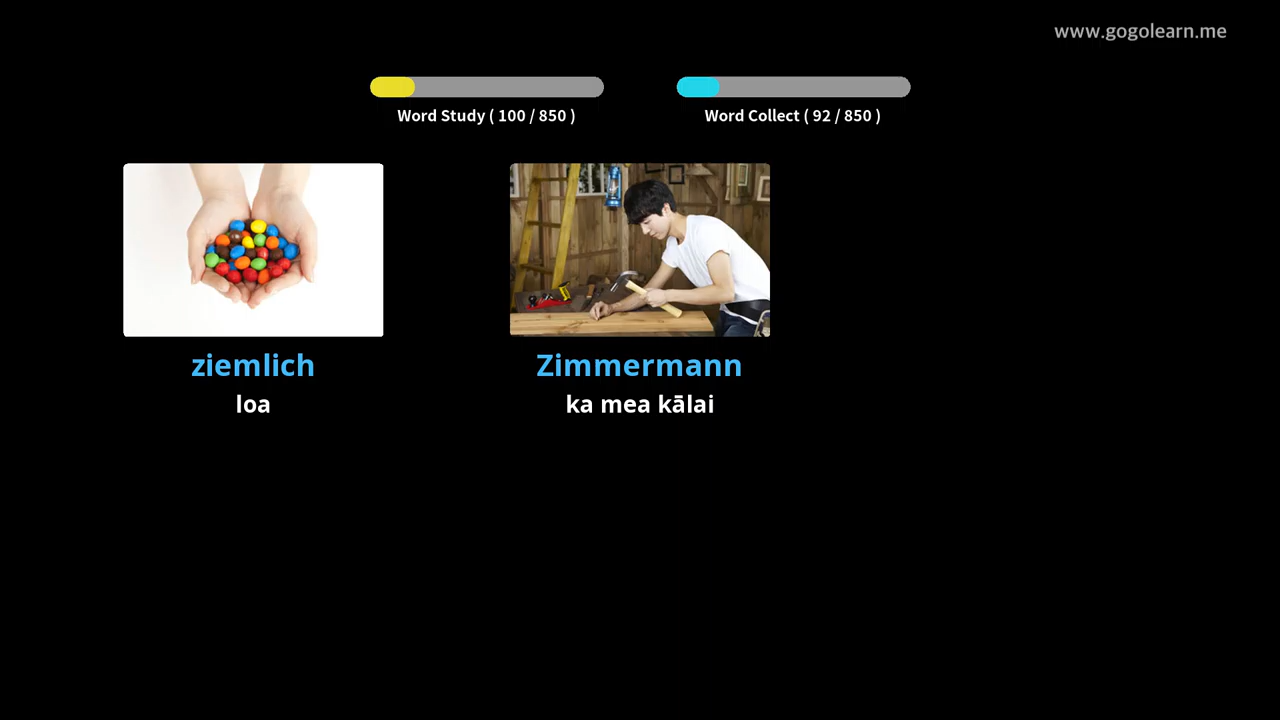 www.gogolearn.me
Word Study ( 100 / 850 )
Word Collect ( 92 / 850 )
ziemlich
Zimmermann
loa
ka mea kālai